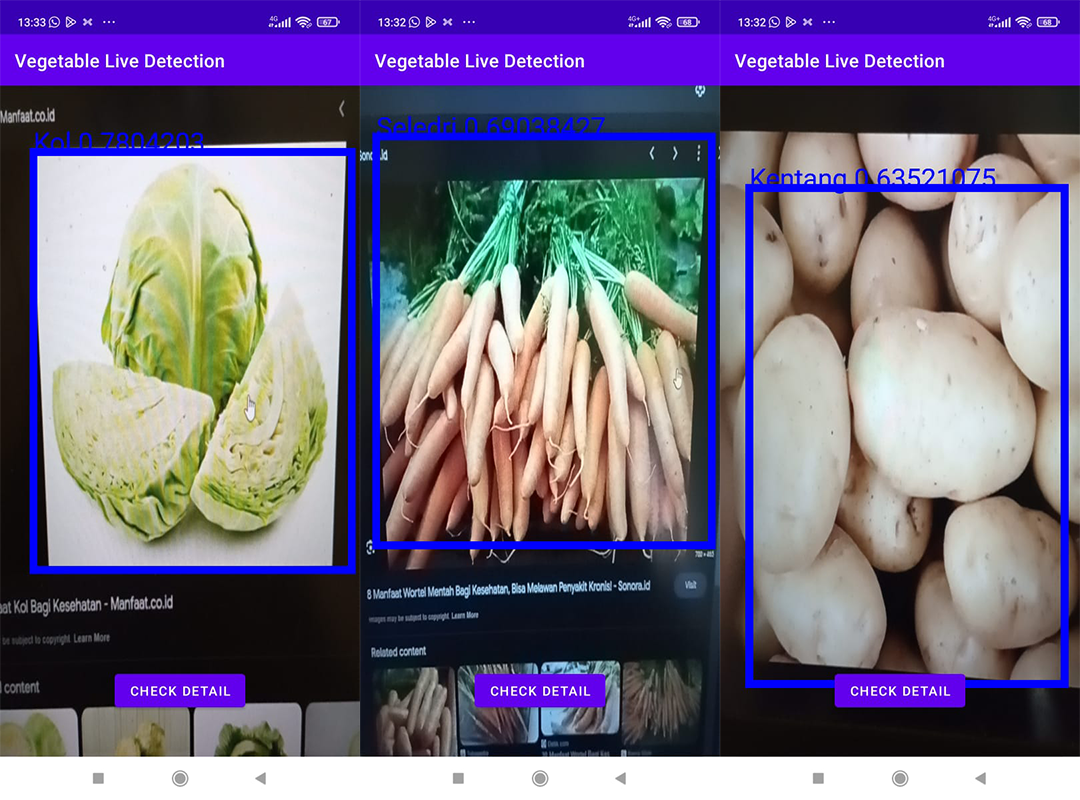 13:33
4G
67
Vegetable Live Detection
Manfaat.co.id
Kol 0.7804203
at Kol Bagi Kesehatan - Manfaat.co.id
be subject to copyright. Learn More
content
CHECK DETAIL
13:32
4G+
68
Vegetable Live Detection
Seledri 0.69038427
8 Manfaat Wortel Mentah Bagi Kesehatan, Bisa Melawan Penyakit Kronis! - Sonora.id
Visit
Images may be subject to copyright. Learn More
Related content
CHECK DETAIL
13:32
4G+
68
Vegetable Live Detection
Kentang 0.63521075
CHECK DETAIL